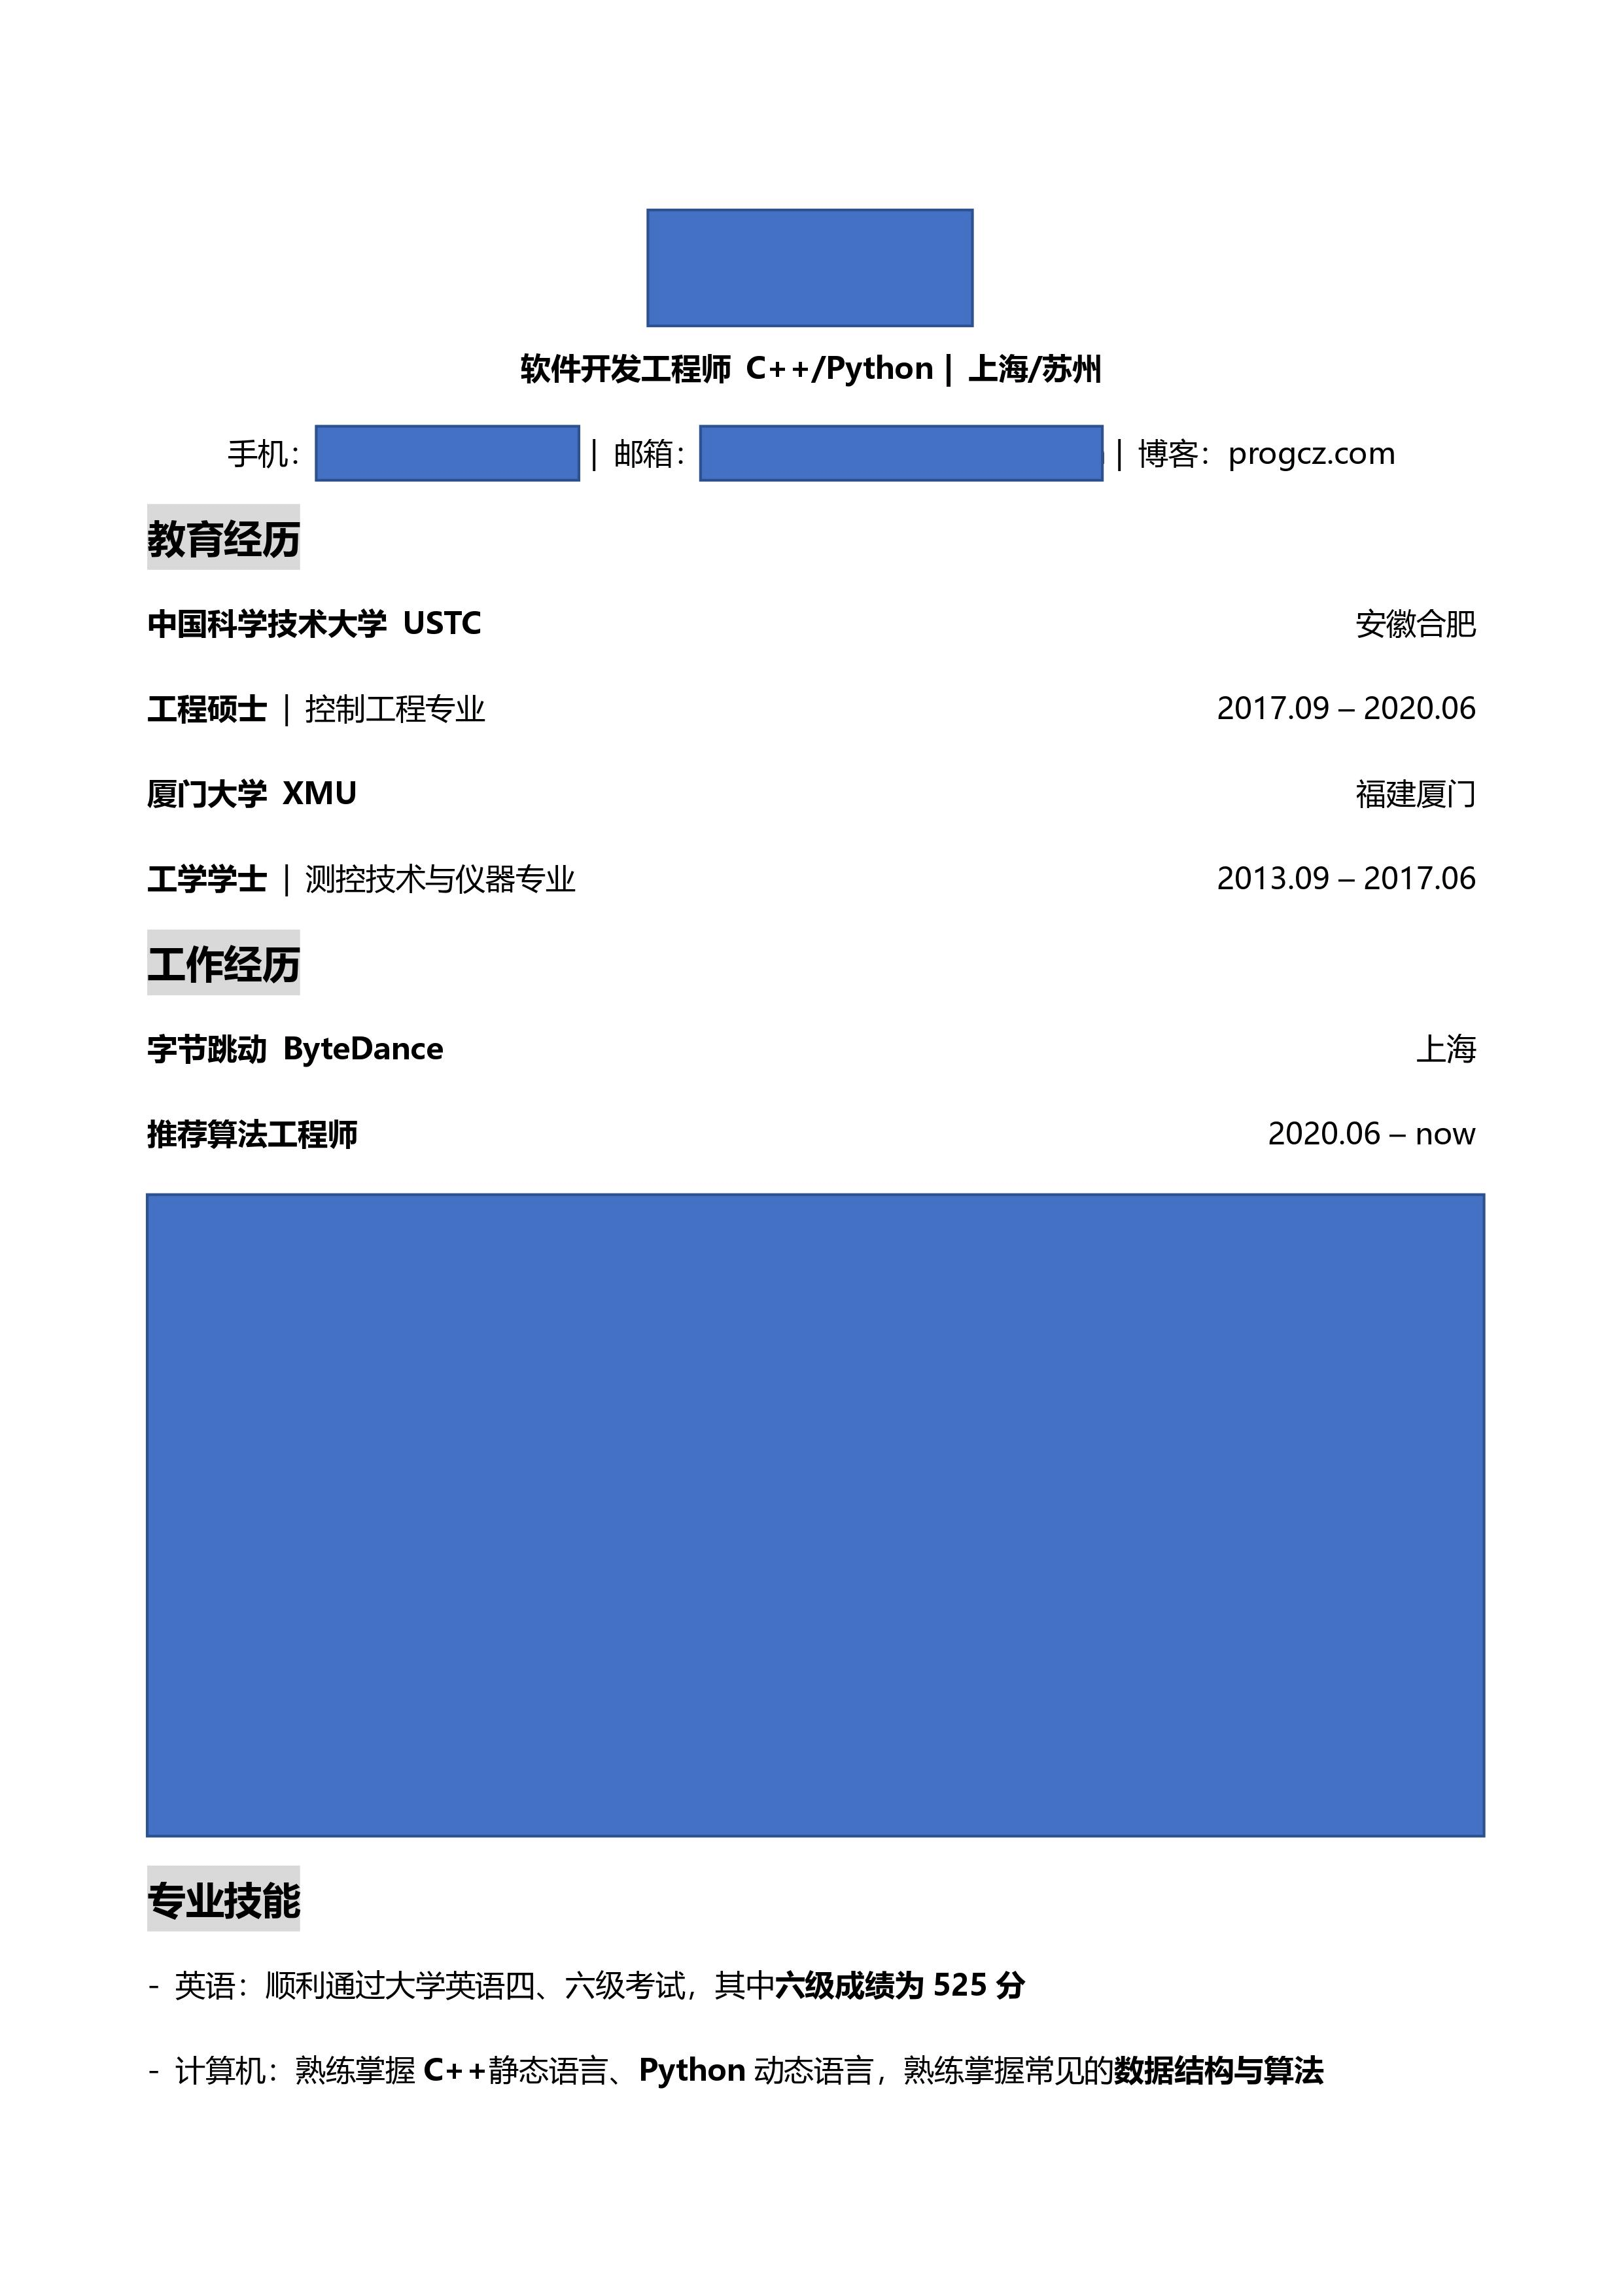 软件开发工程师 C++/Python | 上海/苏州
手机： | 邮箱： | 博客：progcz.com
教育经历
中国科学技术大学 USTC 安徽合肥
工程硕士 | 控制工程专业 2017.09 – 2020.06
厦门大学 XMU 福建厦门
工学学士 | 测控技术与仪器专业 2013.09 – 2017.06
工作经历
字节跳动 ByteDance 上海
推荐算法工程师 2020.06 – now
专业技能
- 英语：顺利通过大学英语四、六级考试，其中六级成绩为 525 分
- 计算机：熟练掌握 C++静态语言、Python 动态语言，熟练掌握常见的数据结构与算法